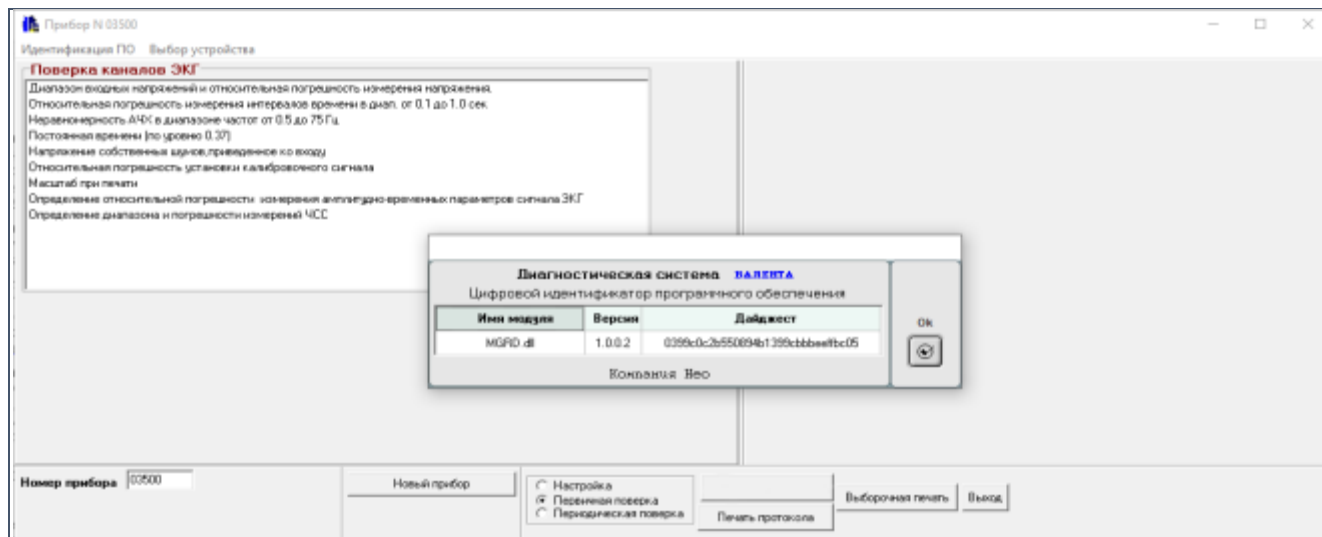 Прибор N 03500
Идентификация ПО Выбор устройства
Поверка каналов ЭКГ
Диапазон входных напряжений и относительная погрешность измерения напряжения.
Относительная погрешность измерения интервалов времени в диап. от 0.1 до 1.0 сек.
Неравномерность АЧХ в диапазоне частот от 0.5 до 75 Гц
Постоянная времени (по уровню 0.37)
Напряжение собственных шумов,приведенное ко входу
Относительная погрешность установки калибровочного сигнала
Масштаб при печати
Определение относительной погрешности измерения амплитудно-временных параметров сигнала ЭКГ
Определение диапазона и погрешности измерений ЧСС
Диагностическая система ВАЛЕНТА
Цифровой идентификатор программного обеспечения
Имя модуля Версия Дайджест
1.0.0.2
Компания Нео
Ok
Номер прибора 03500
Новый прибор
Настройка
Первичная поверка
Периодическая поверка
Печать протокола
Выборочная печать
Выход